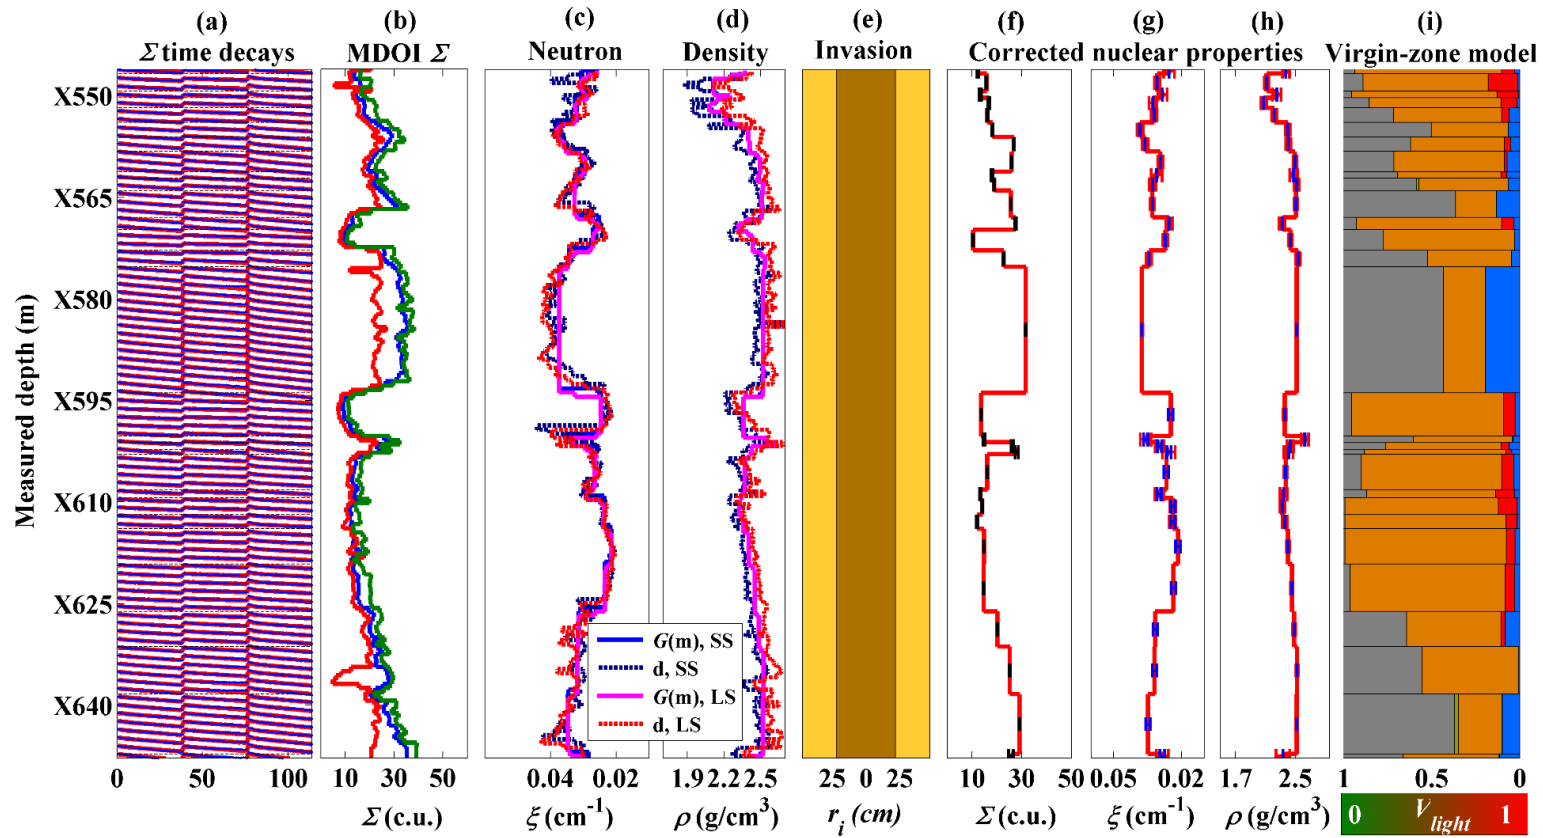 (a) (b) (c) (d) (e) (f) (g) (h) (i)
Σ time decays MDOI Σ Neutron Density Invasion Corrected nuclear properties Virgin-zone model
Measured depth (m)
X550
X565
X580
X595
X610
X625
X640
G(m), SS
d, SS
G(m), LS
d, LS
0 50 100 10 30 50 0.04 0.02 1.9 2.2 2.5 25 0 25 10 30 50 0.05 0.02 1.7 2.5 1 0.5 0
Σ (c.u.) ξ (cm⁻¹) ρ (g/cm³) rᵢ (cm) Σ (c.u.) ξ (cm⁻¹) ρ (g/cm³) 0 V_light 1